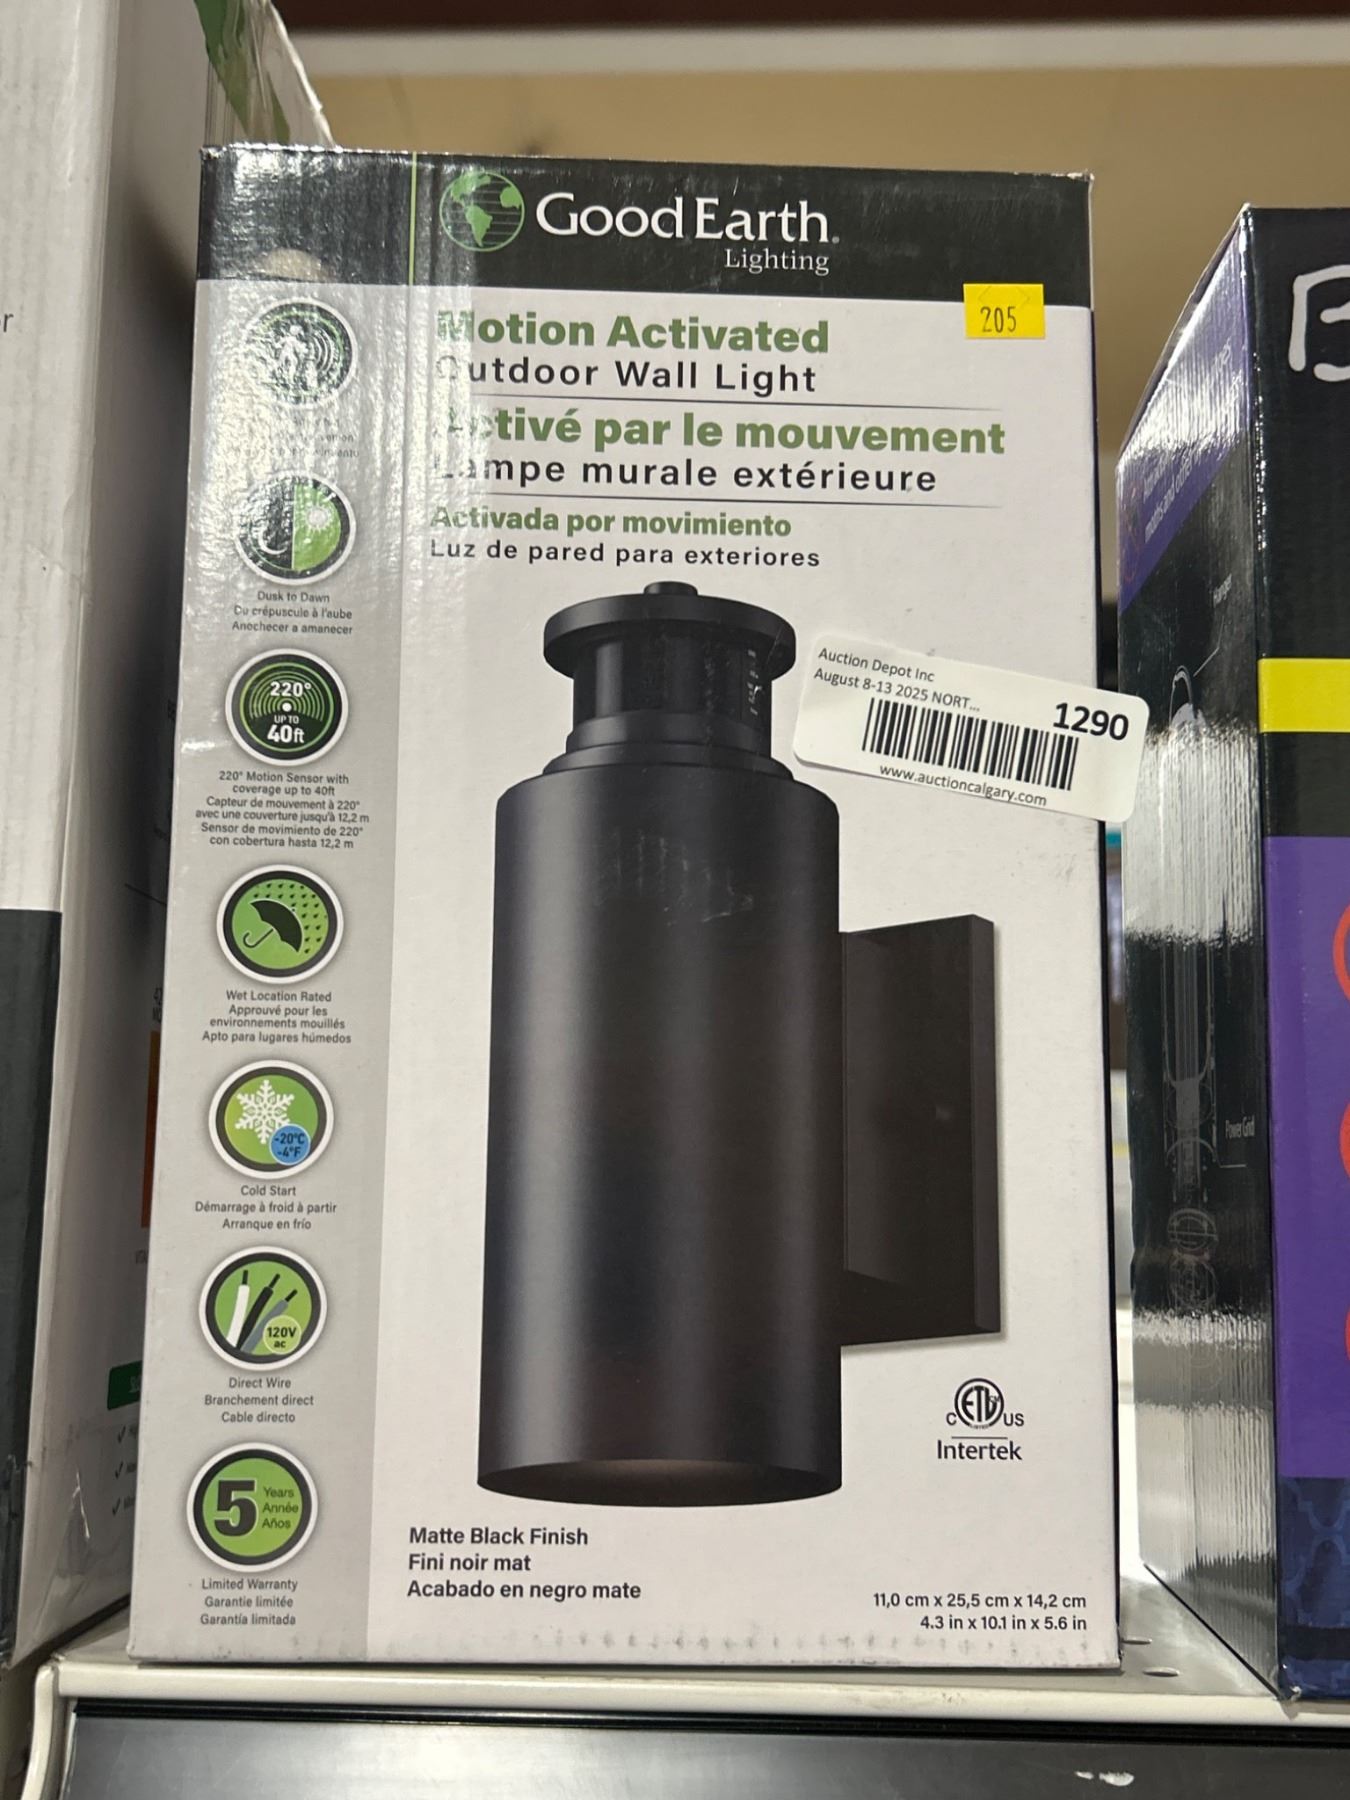 Good Earth.
Lighting
205
Motion Activated
Outdoor Wall Light
Activé par le mouvement
Lampe murale extérieure
Activada por movimiento
Luz de pared para exteriores
Dusk to Dawn
Du crépuscule à l'aube
Anochecer a amanecer
220°
UP TO
40ft
220° Motion Sensor with
coverage up to 40ft
Capteur de mouvement à 220°
avec une couverture jusqu'à 12,2 m
Sensor de movimiento de 220°
con cobertura hasta 12,2 m
Auction Depot Inc
August 8-13 2025 NORT...
1290
www.auctioncalgary.com
Wet Location Rated
Approuvé pour les
environnements mouillés
Apto para lugares húmedos
-20°C
-4°F
Cold Start
Démarrage à froid à partir
Arranque en frío
120V
ac
Direct Wire
Branchement direct
Cable directo
5 Years
Année
Años
Limited Warranty
Garantie limitée
Garantía limitada
ETL
C US
LISTED
Intertek
Matte Black Finish
Fini noir mat
Acabado en negro mate
11,0 cm x 25,5 cm x 14,2 cm
4.3 in x 10.1 in x 5.6 in
Power Grid